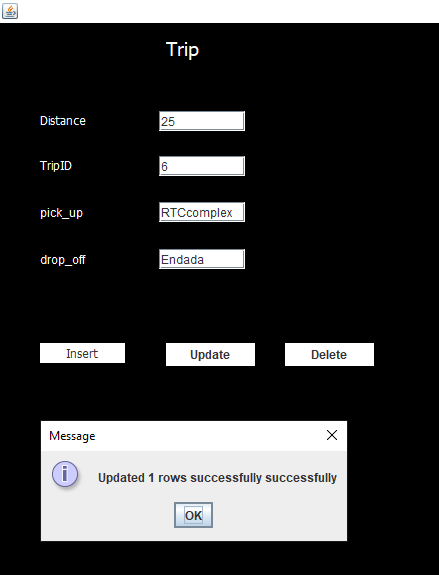 Trip
Distance 25
TripID 6
pick_up RTCcomplex
drop_off Endada
Insert Update Delete
Message
Updated 1 rows successfully successfully
OK